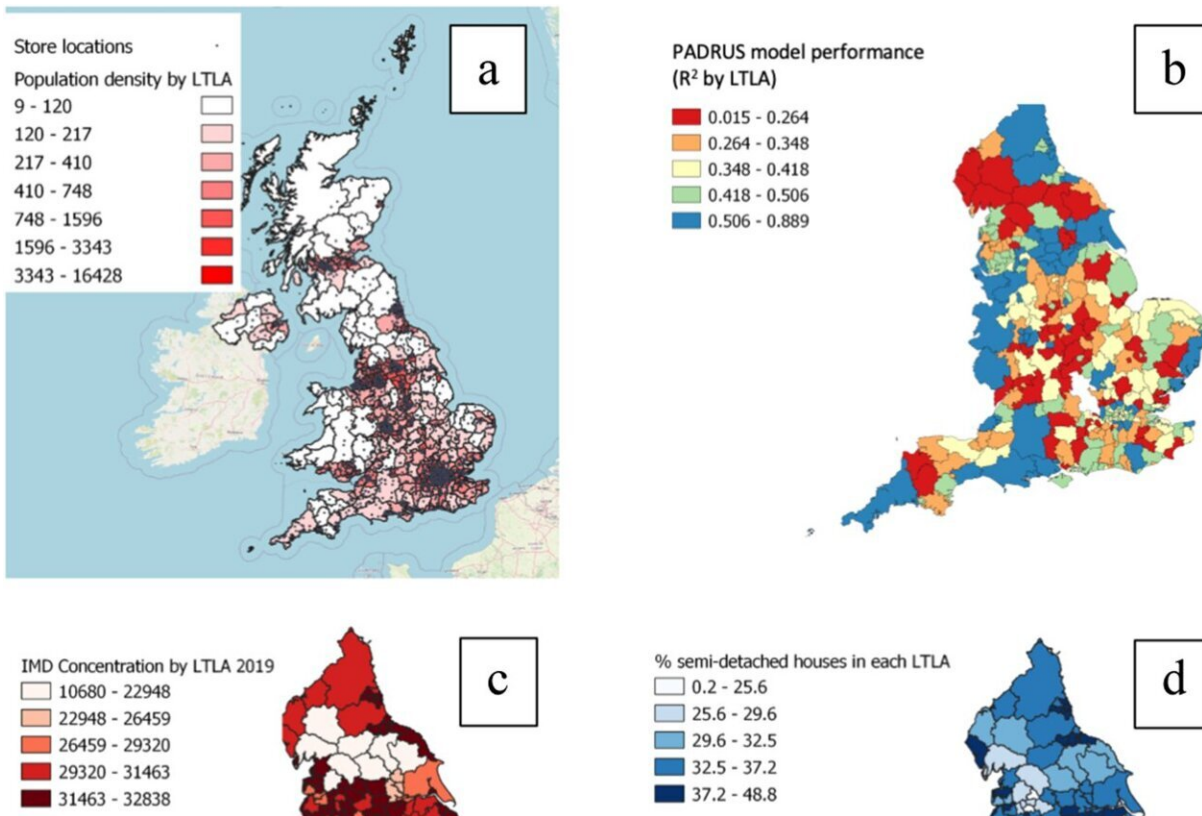 Store locations
a
Population density by LTLA
9 - 120
120 - 217
217 - 410
410 - 748
748 - 1596
1596 - 3343
3343 - 16428
PADRUS model performance
(R² by LTLA)
b
0.015 - 0.264
0.264 - 0.348
0.348 - 0.418
0.418 - 0.506
0.506 - 0.889
IMD Concentration by LTLA 2019
c
10680 - 22948
22948 - 26459
26459 - 29320
29320 - 31463
31463 - 32838
% semi-detached houses in each LTLA
d
0.2 - 25.6
25.6 - 29.6
29.6 - 32.5
32.5 - 37.2
37.2 - 48.8